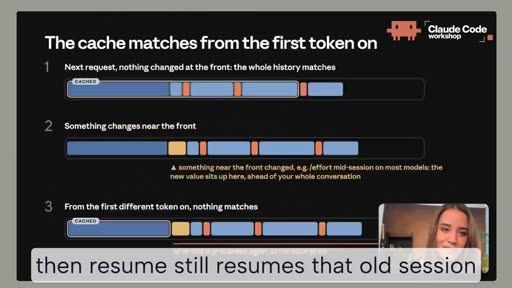 The cache matches from the first token on
Claude Code
workshop
1 Next request, nothing changed at the front: the whole history matches
CACHED
2 Something changes near the front
▲ something near the front changed, e.g. /effort mid-session on most models: the
new value sits up here, ahead of your whole conversation
3 From the first different token on, nothing matches
CACHED
then resume still resumes that old session